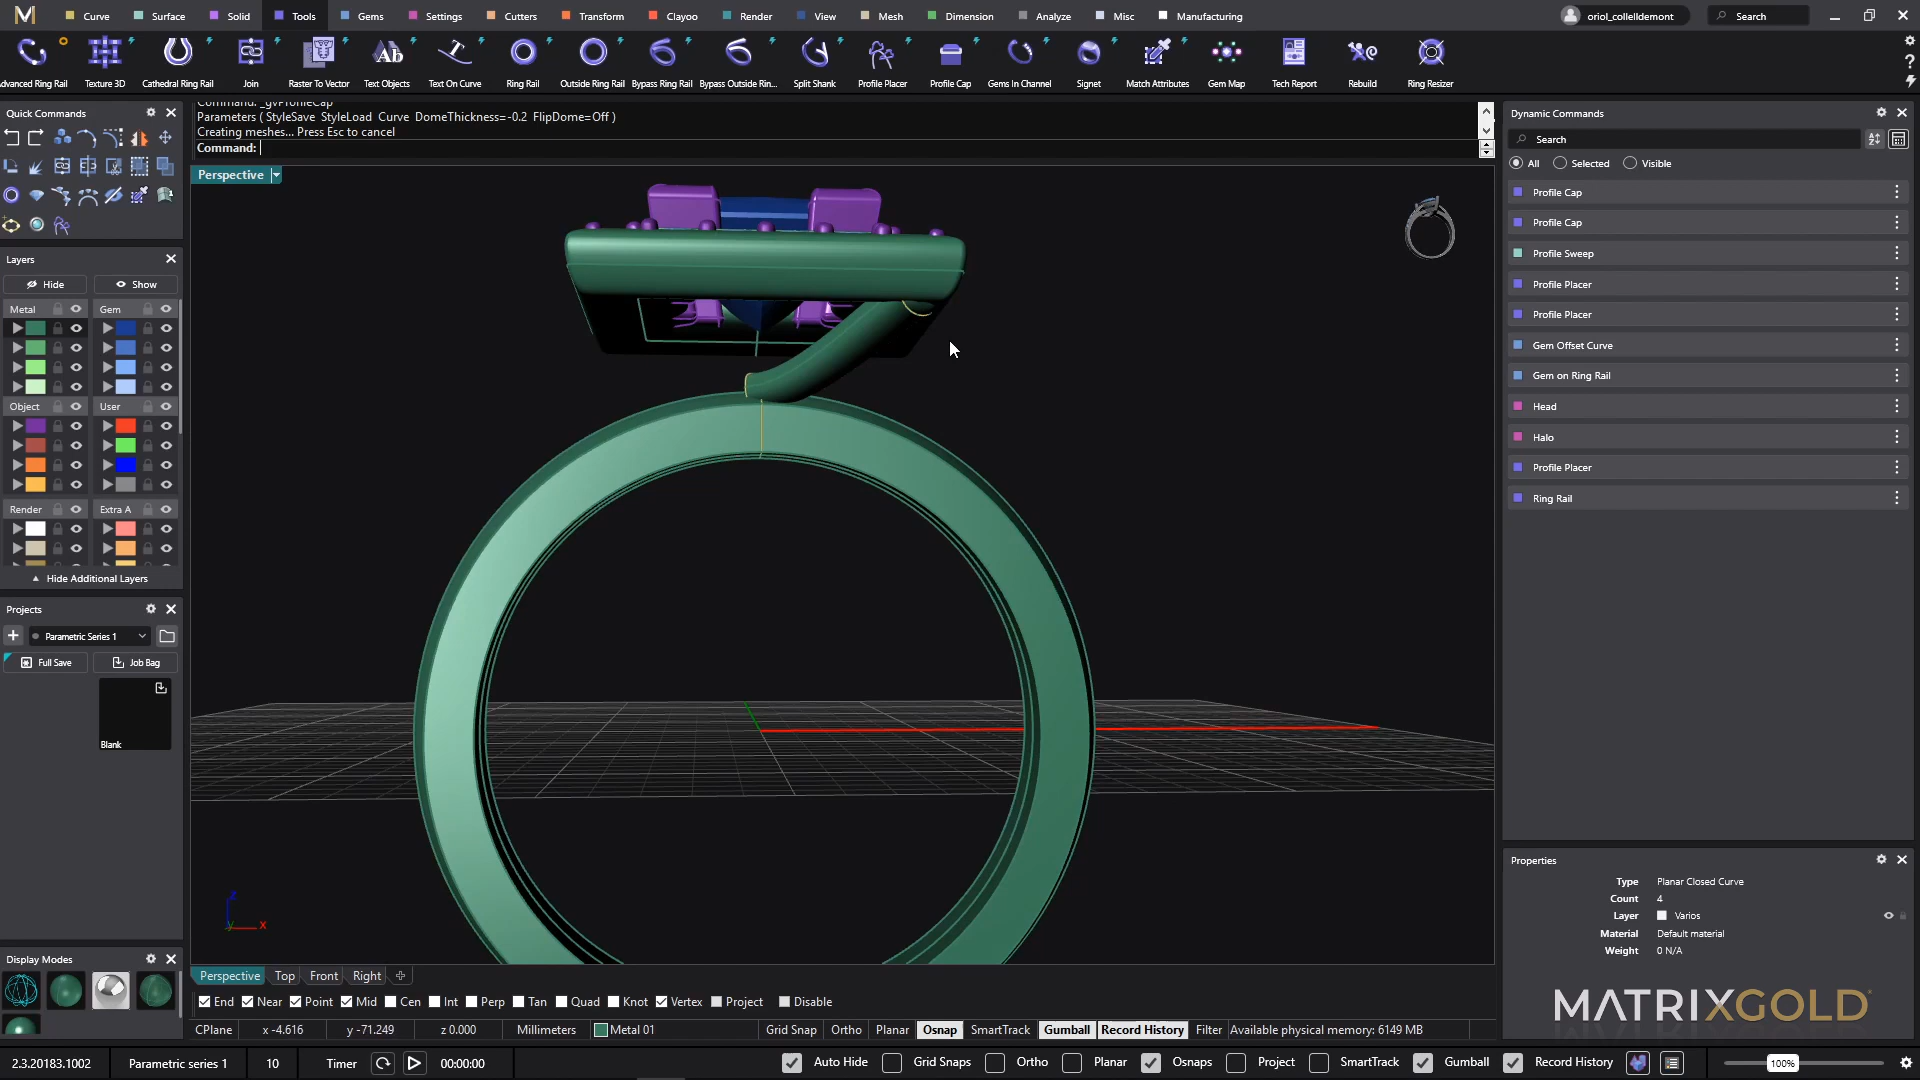 Curve Surface Solid Tools Gems Settings Cutters Transform Clayoo Render View Mesh Dimension Analyze Misc Manufacturing oriol_collelldemont Search
Advanced Ring Rail Texture 3D Cathedral Ring Rail Join Raster To Vector Text Objects Text On Curve Ring Rail Outside Ring Rail Bypass Ring Rail Bypass Outside Rin... Split Shank Profile Placer Profile Cap Gems In Channel Signet Match Attributes Gem Map Tech Report Rebuild Ring Resizer
Quick Commands
Command: _gvProfileCap
Parameters ( StyleSave StyleLoad Curve DomeThickness=-0.2 FlipDome=Off )
Creating meshes... Press Esc to cancel
Command:
Perspective
Layers
Hide Show
Metal Gem
Object User
Render Extra A
Hide Additional Layers
Projects
Parametric Series 1
Full Save Job Bag
Blank
Display Modes
z
x
y
Dynamic Commands
Search
All Selected Visible
Profile Cap
Profile Cap
Profile Sweep
Profile Placer
Profile Placer
Gem Offset Curve
Gem on Ring Rail
Head
Halo
Profile Placer
Ring Rail
Properties
Type Planar Closed Curve
Count 4
Layer Varios
Material Default material
Weight 0 N/A
MATRIXGOLD
Perspective Top Front Right
End Near Point Mid Cen Int Perp Tan Quad Knot Vertex Project Disable
CPlane x -4.616 y -71.249 z 0.000 Millimeters Metal 01 Grid Snap Ortho Planar Osnap SmartTrack Gumball Record History Filter Available physical memory: 6149 MB
2.3.20183.1002 Parametric series 1 10 Timer 00:00:00 Auto Hide Grid Snaps Ortho Planar Osnaps Project SmartTrack Gumball Record History 100%